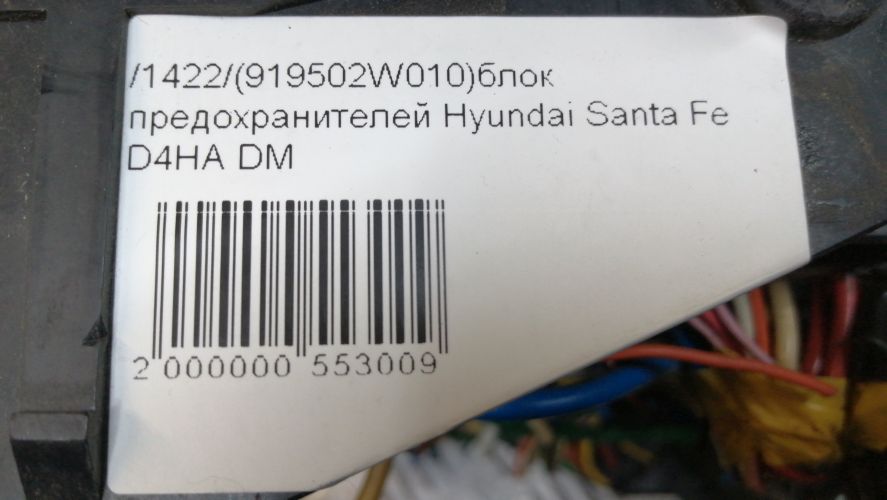 /1422/(919502W010)блок
предохранителей Hyundai Santa Fe
D4HA DM
2 000000 553009